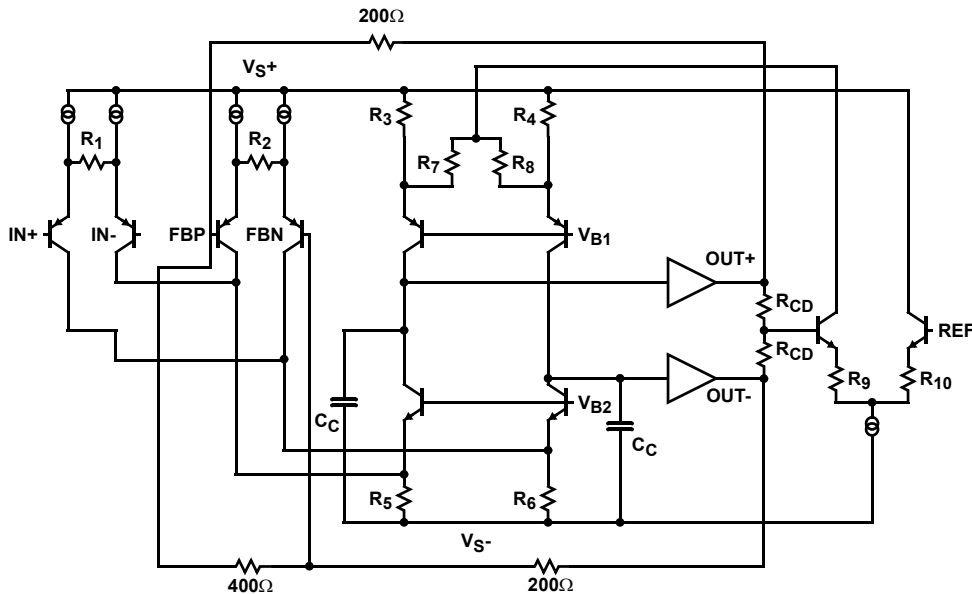 200Ω
VS+
R3
R4
R1
R2
R7
R8
IN+
IN-
FBP
FBN
VB1
OUT+
RCD
REF
RCD
R9
R10
OUT-
VB2
CC
CC
R5
R6
VS-
400Ω
200Ω